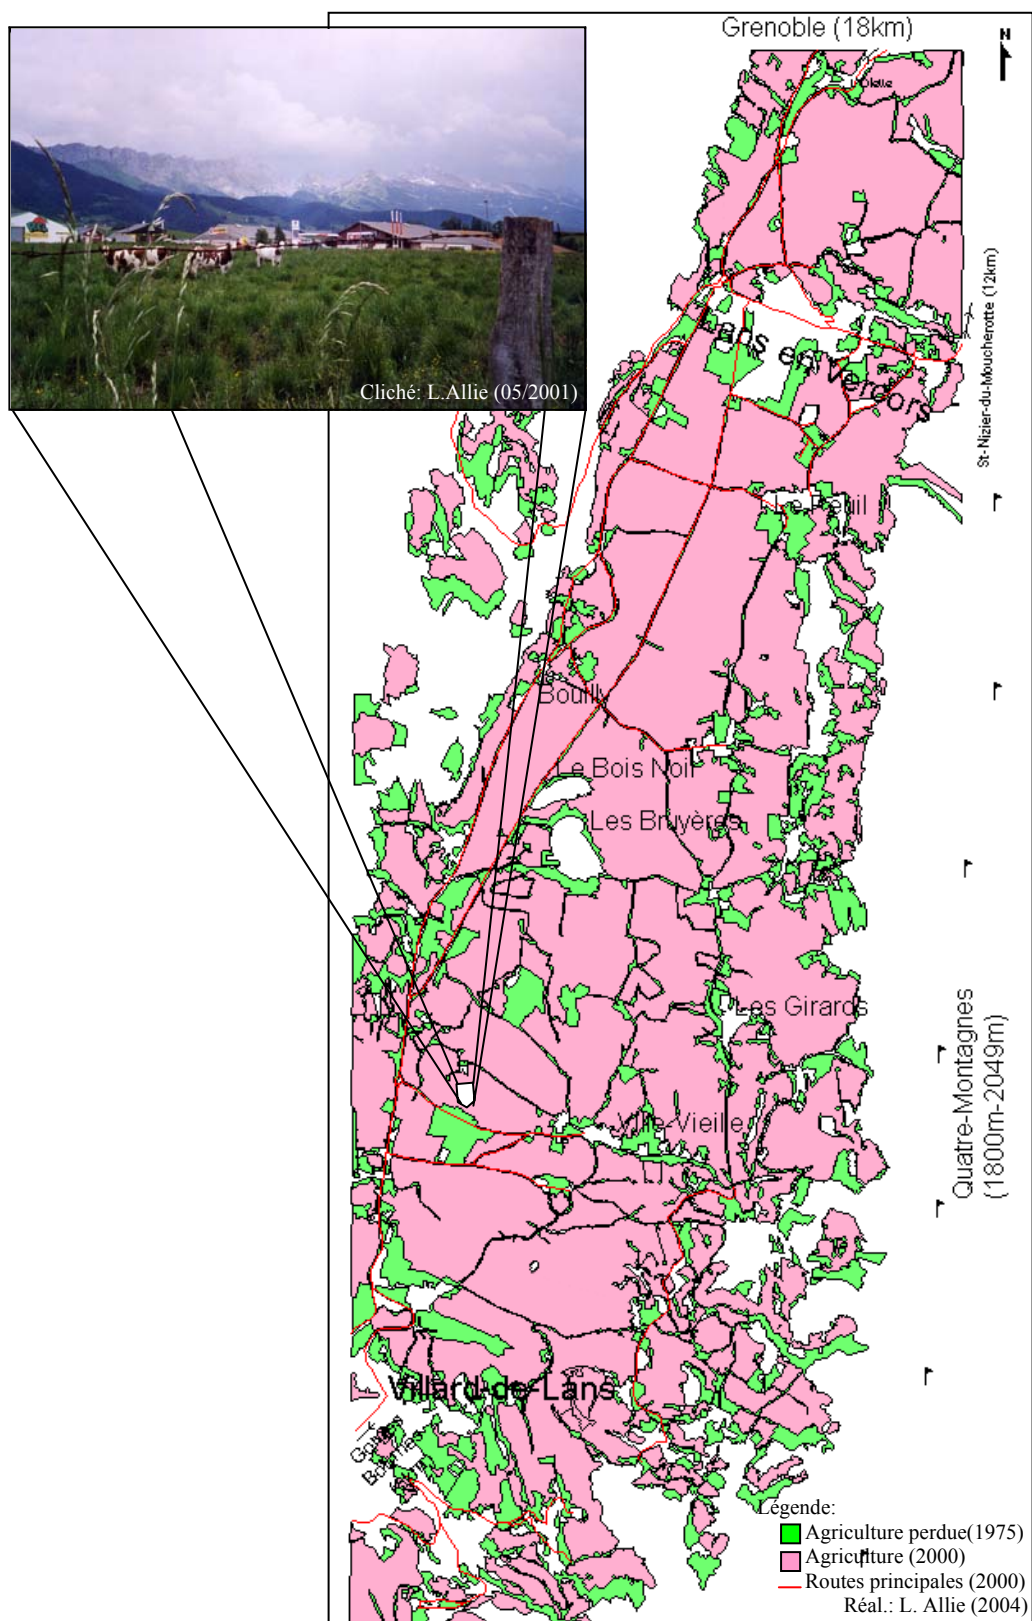 Grenoble (18km)
N
Olette
Cliché: L.Allie (05/2001)
St-Nizier-du-Moucherotte (12km)
Lans en Vercors
Le Peuil
Bouilly
Le Bois Noir
Les Bruyères
Les Girards
Quatre-Montagnes
(1800m-2049m)
Ville-Vieille
Villard-de-Lans
Légende:
Agriculture perdue(1975)
Agriculture (2000)
Routes principales (2000)
Réal.: L. Allie (2004)